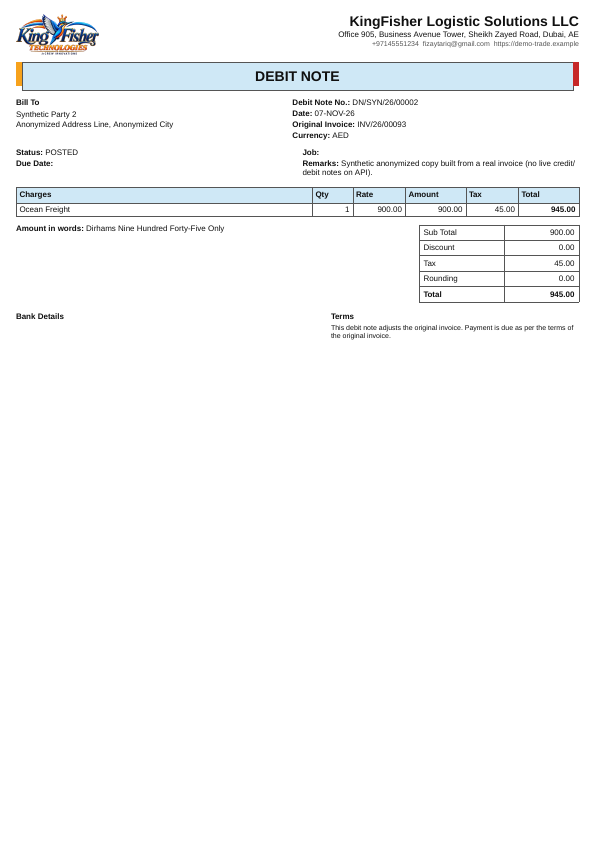 King Fisher
TECHNOLOGIES
KingFisher Logistic Solutions LLC
Office 905, Business Avenue Tower, Sheikh Zayed Road, Dubai, AE
+97145551234 fizaytariq@gmail.com https://demo-trade.example
DEBIT NOTE
Bill To
Synthetic Party 2
Anonymized Address Line, Anonymized City
Debit Note No.: DN/SYN/26/00002
Date: 07-NOV-26
Original Invoice: INV/26/00093
Currency: AED
Status: POSTED
Due Date:
Job:
Remarks: Synthetic anonymized copy built from a real invoice (no live credit/
debit notes on API).
Charges Qty Rate Amount Tax Total
Ocean Freight 1 900.00 900.00 45.00 945.00
Amount in words: Dirhams Nine Hundred Forty-Five Only
Sub Total 900.00
Discount 0.00
Tax 45.00
Rounding 0.00
Total 945.00
Bank Details
Terms
This debit note adjusts the original invoice. Payment is due as per the terms of
the original invoice.